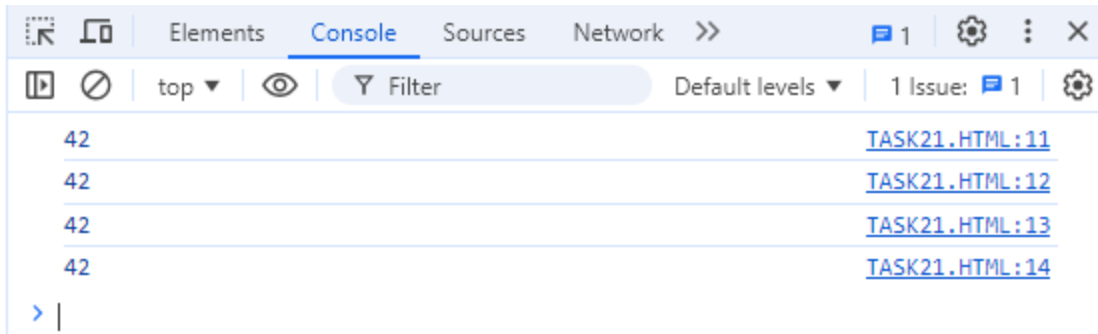 Elements Console Sources Network 1
top Filter Default levels 1 Issue: 1
42 TASK21.HTML:11
42 TASK21.HTML:12
42 TASK21.HTML:13
42 TASK21.HTML:14